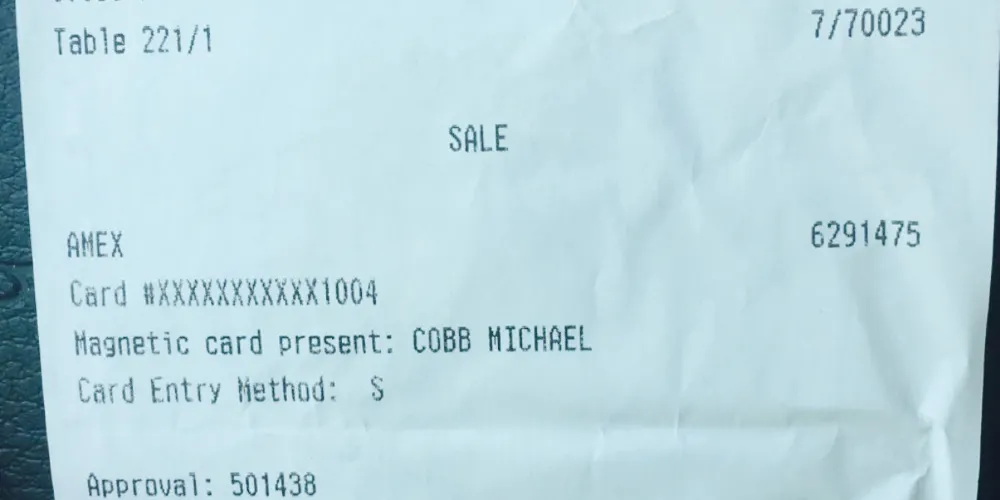 Table 221/1 7/70023
SALE
AMEX 6291475
Card #XXXXXXXXXXX1004
Magnetic card present: COBB MICHAEL
Card Entry Method: S
Approval: 501438